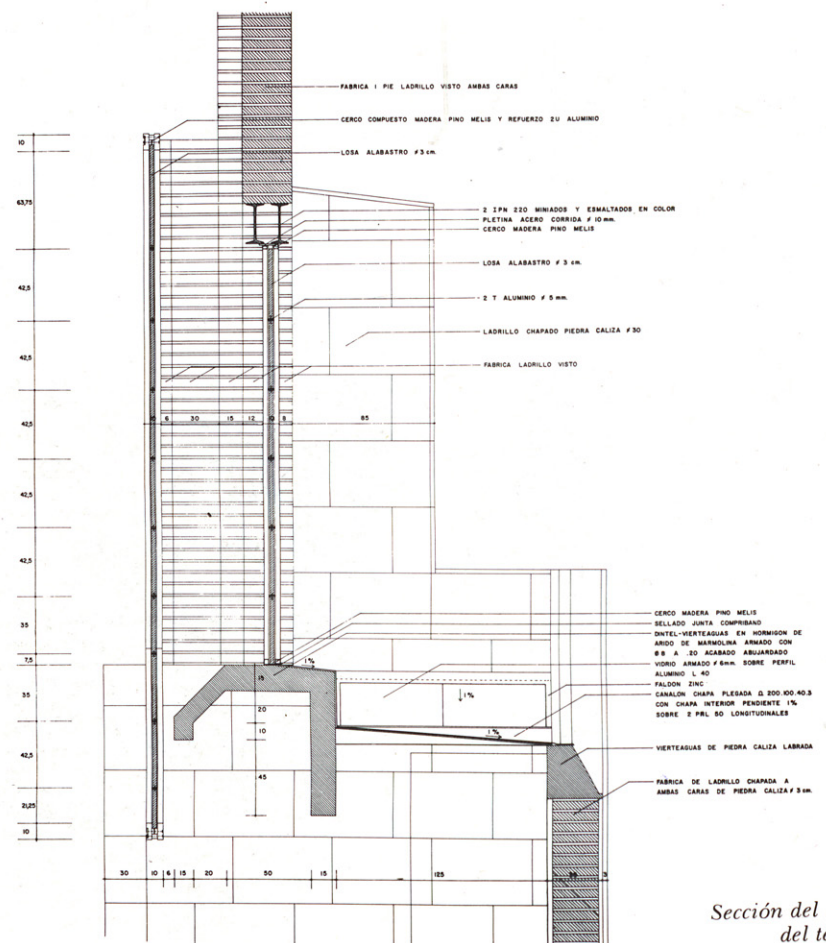 FABRICA 1 PIE LADRILLO VISTO AMBAS CARAS
CERCO COMPUESTO MADERA PINO MELIS Y REFUERZO 2U ALUMINIO
LOSA ALABASTRO ≠3 cm.
2 IPN 220 MINIADOS Y ESMALTADOS EN COLOR
PLETINA ACERO CORRIDA ≠ 10 mm.
CERCO MADERA PINO MELIS
LOSA ALABASTRO ≠ 3 cm.
2 T ALUMINIO ≠ 5 mm.
LADRILLO CHAPADO PIEDRA CALIZA ≠ 30
FABRICA LADRILLO VISTO
10
63,75
42,5
42,5
42,5
42,5
42,5
35
7,5
35
42,5
21,25
10
6 30 15 12 10 8 85
CERCO MADERA PINO MELIS
SELLADO JUNTA COMPRIBAND
DINTEL-VIERTEAGUAS EN HORMIGON DE
ARIDO DE MARMOLINA ARMADO CON
A .20 ACABADO ABUJARDADO
VIDRIO ARMADO ≠ 6mm. SOBRE PERFIL
ALUMINIO L 40
FALDON ZINC
CANALON CHAPA PLEGADA Ω 200.100.40.3
CON CHAPA INTERIOR PENDIENTE 1%
SOBRE 2 PRL 50 LONGITUDINALES
VIERTEAGUAS DE PIEDRA CALIZA LABRADA
FABRICA DE LADRILLO CHAPADA A
AMBAS CARAS DE PIEDRA CALIZA ≠ 3 cm.
1%
1%
1%
15
20
10
45
30 10 6 15 20 50 15 125 3
Sección del
del